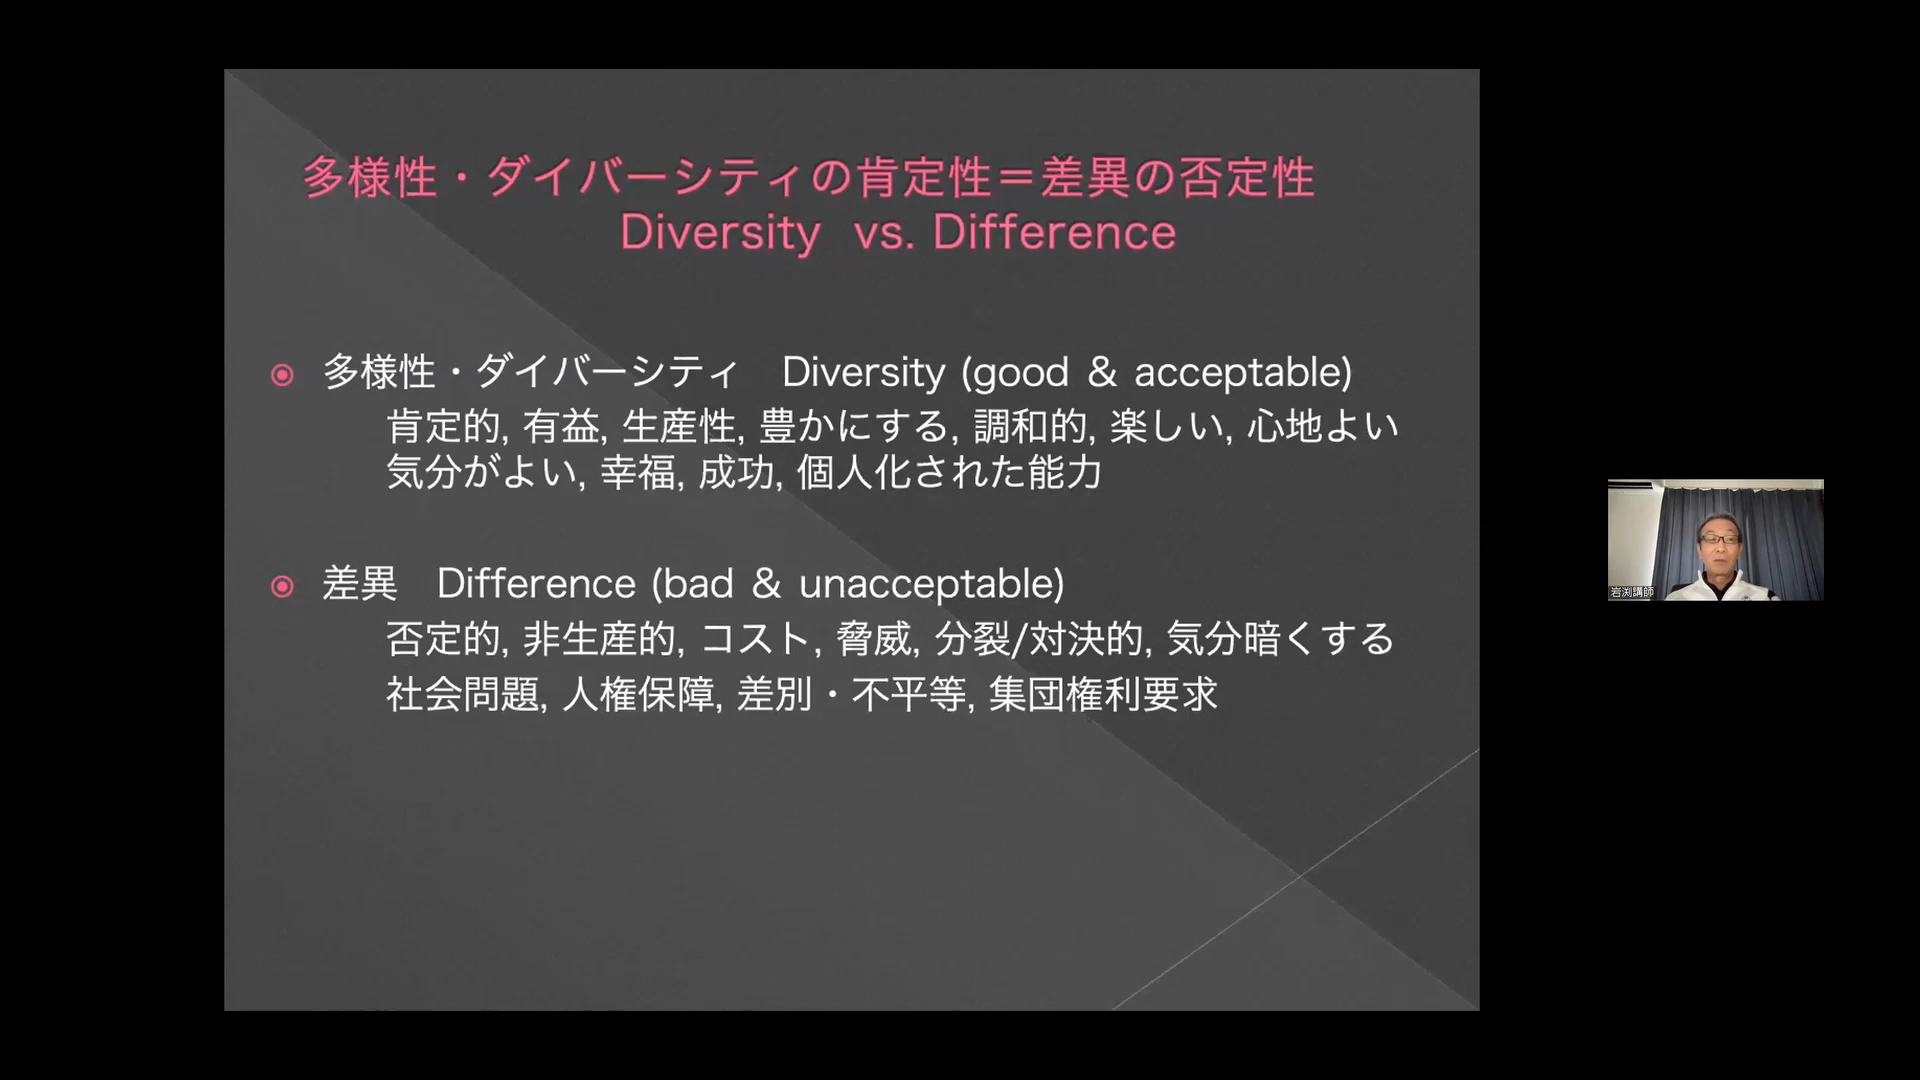 多様性・ダイバーシティの肯定性＝差異の否定性
Diversity vs. Difference
多様性・ダイバーシティ　Diversity (good & acceptable)
肯定的, 有益, 生産性, 豊かにする, 調和的, 楽しい, 心地よい
気分がよい, 幸福, 成功, 個人化された能力
差異　Difference (bad & unacceptable)
否定的, 非生産的, コスト, 脅威, 分裂/対決的, 気分暗くする
社会問題, 人権保障, 差別・不平等, 集団権利要求
岩渕講師